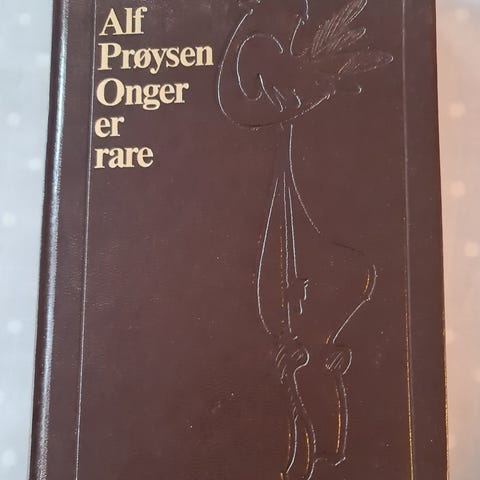 Alf
Prøysen
Onger
er
rare